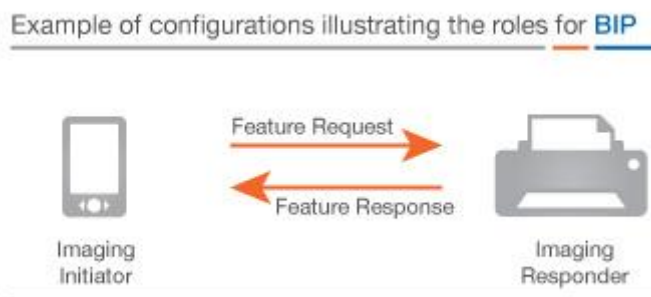 Example of configurations illustrating the roles for BIP
Feature Request
Feature Response
Imaging
Initiator
Imaging
Responder